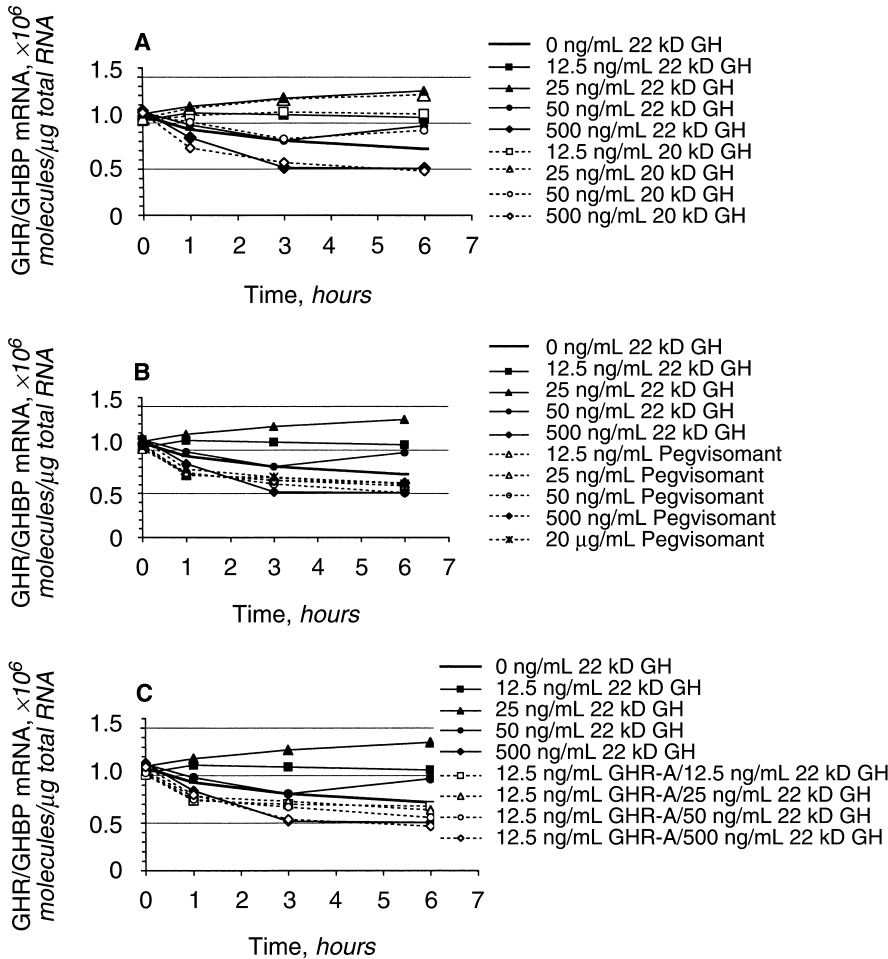 A
GHR/GHBP mRNA, ×10⁶
molecules/µg total RNA
1.5
1.0
0.5
0
0 1 2 3 4 5 6 7
Time, hours
0 ng/mL 22 kD GH
12.5 ng/mL 22 kD GH
25 ng/mL 22 kD GH
50 ng/mL 22 kD GH
500 ng/mL 22 kD GH
12.5 ng/mL 20 kD GH
25 ng/mL 20 kD GH
50 ng/mL 20 kD GH
500 ng/mL 20 kD GH
B
GHR/GHBP mRNA, ×10⁶
molecules/µg total RNA
1.5
1.0
0.5
0
0 1 2 3 4 5 6 7
Time, hours
0 ng/mL 22 kD GH
12.5 ng/mL 22 kD GH
25 ng/mL 22 kD GH
50 ng/mL 22 kD GH
500 ng/mL 22 kD GH
12.5 ng/mL Pegvisomant
25 ng/mL Pegvisomant
50 ng/mL Pegvisomant
500 ng/mL Pegvisomant
20 µg/mL Pegvisomant
C
GHR/GHBP mRNA, ×10⁶
molecules/µg total RNA
1.5
1.0
0.5
0
0 1 2 3 4 5 6 7
Time, hours
0 ng/mL 22 kD GH
12.5 ng/mL 22 kD GH
25 ng/mL 22 kD GH
50 ng/mL 22 kD GH
500 ng/mL 22 kD GH
12.5 ng/mL GHR-A/12.5 ng/mL 22 kD GH
12.5 ng/mL GHR-A/25 ng/mL 22 kD GH
12.5 ng/mL GHR-A/50 ng/mL 22 kD GH
12.5 ng/mL GHR-A/500 ng/mL 22 kD GH